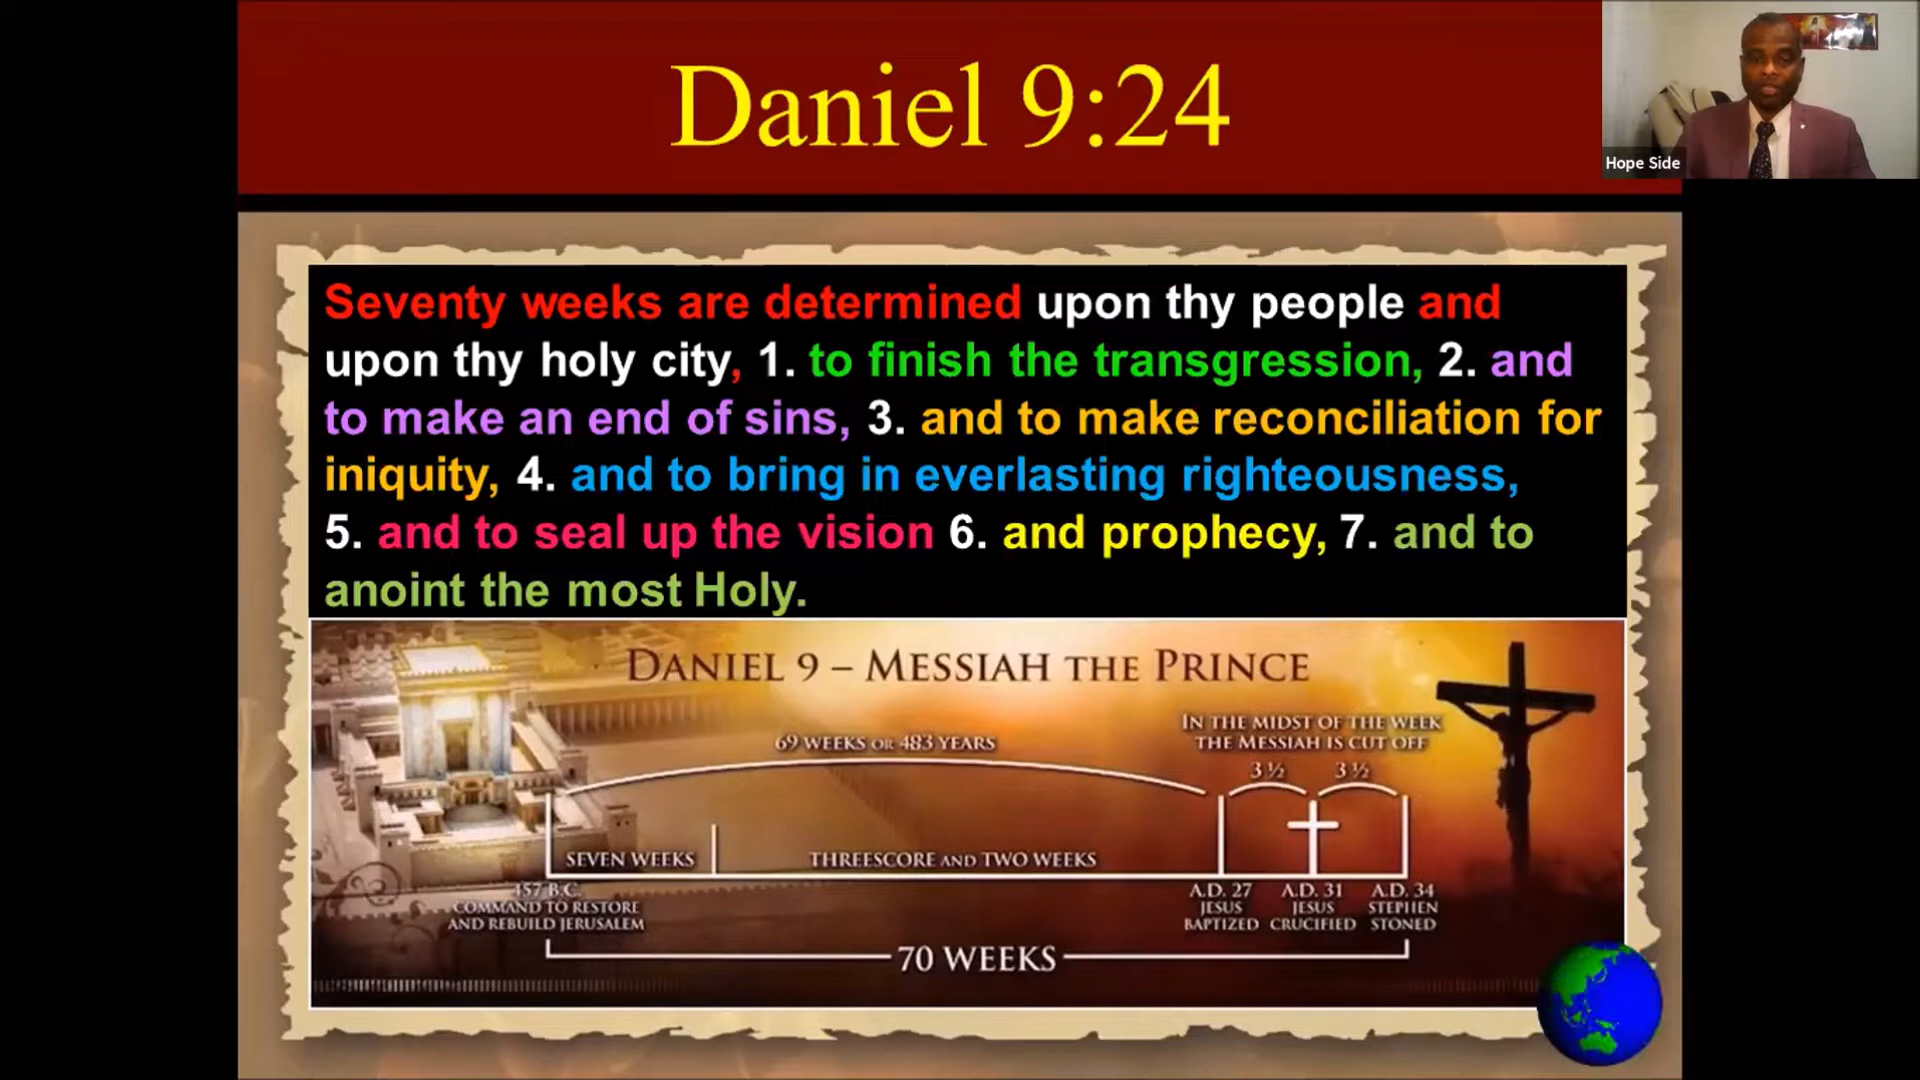 Daniel 9:24
Hope Side
Seventy weeks are determined upon thy people and
upon thy holy city, 1. to finish the transgression, 2. and
to make an end of sins, 3. and to make reconciliation for
iniquity, 4. and to bring in everlasting righteousness,
5. and to seal up the vision 6. and prophecy, 7. and to
anoint the most Holy.
DANIEL 9 – MESSIAH THE PRINCE
IN THE MIDST OF THE WEEK
THE MESSIAH IS CUT OFF
69 WEEKS OR 483 YEARS
3 ½ 3 ½
SEVEN WEEKS THREESCORE AND TWO WEEKS
457 B.C.
COMMAND TO RESTORE
AND REBUILD JERUSALEM
A.D. 27
JESUS
BAPTIZED
A.D. 31
JESUS
CRUCIFIED
A.D. 34
STEPHEN
STONED
70 WEEKS